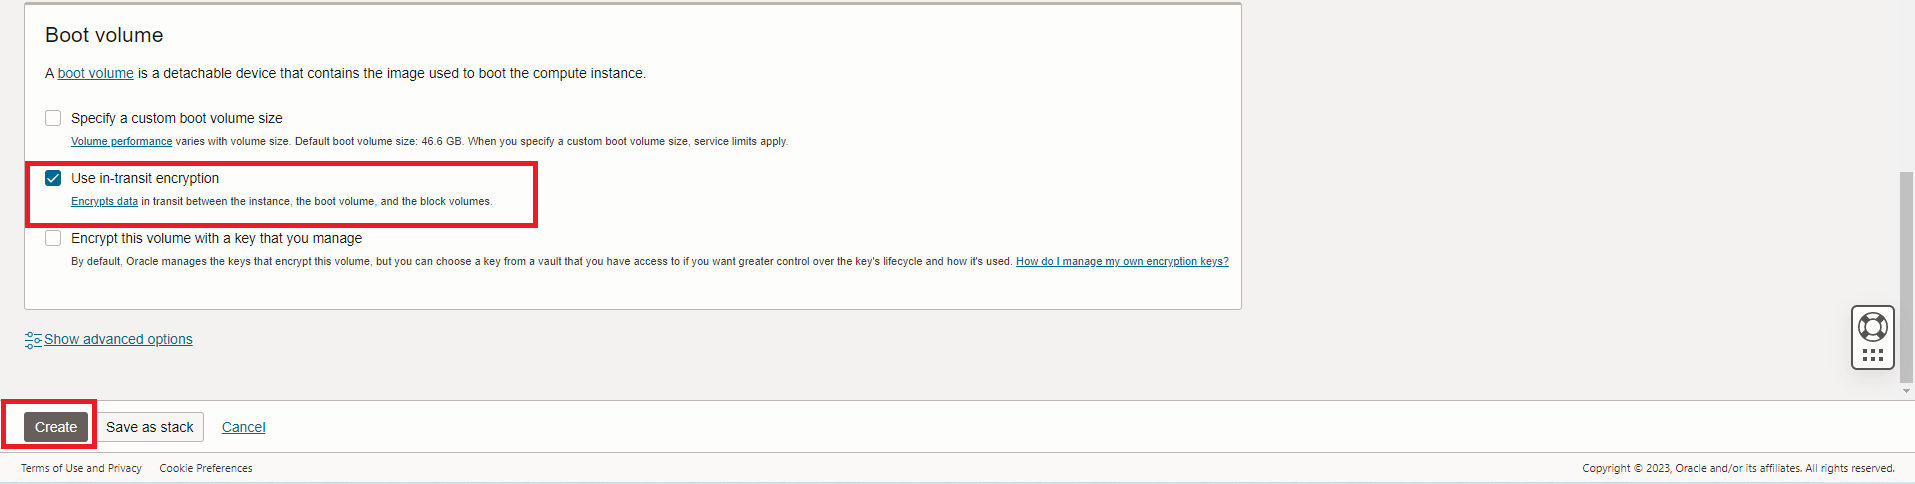 Boot volume
A boot volume is a detachable device that contains the image used to boot the compute instance.
Specify a custom boot volume size
Volume performance varies with volume size. Default boot volume size: 46.6 GB. When you specify a custom boot volume size, service limits apply.
Use in-transit encryption
Encrypts data in transit between the instance, the boot volume, and the block volumes.
Encrypt this volume with a key that you manage
By default, Oracle manages the keys that encrypt this volume, but you can choose a key from a vault that you have access to if you want greater control over the key's lifecycle and how it's used. How do I manage my own encryption keys?
Show advanced options
Create Save as stack Cancel
Terms of Use and Privacy Cookie Preferences Copyright © 2023, Oracle and/or its affiliates. All rights reserved.